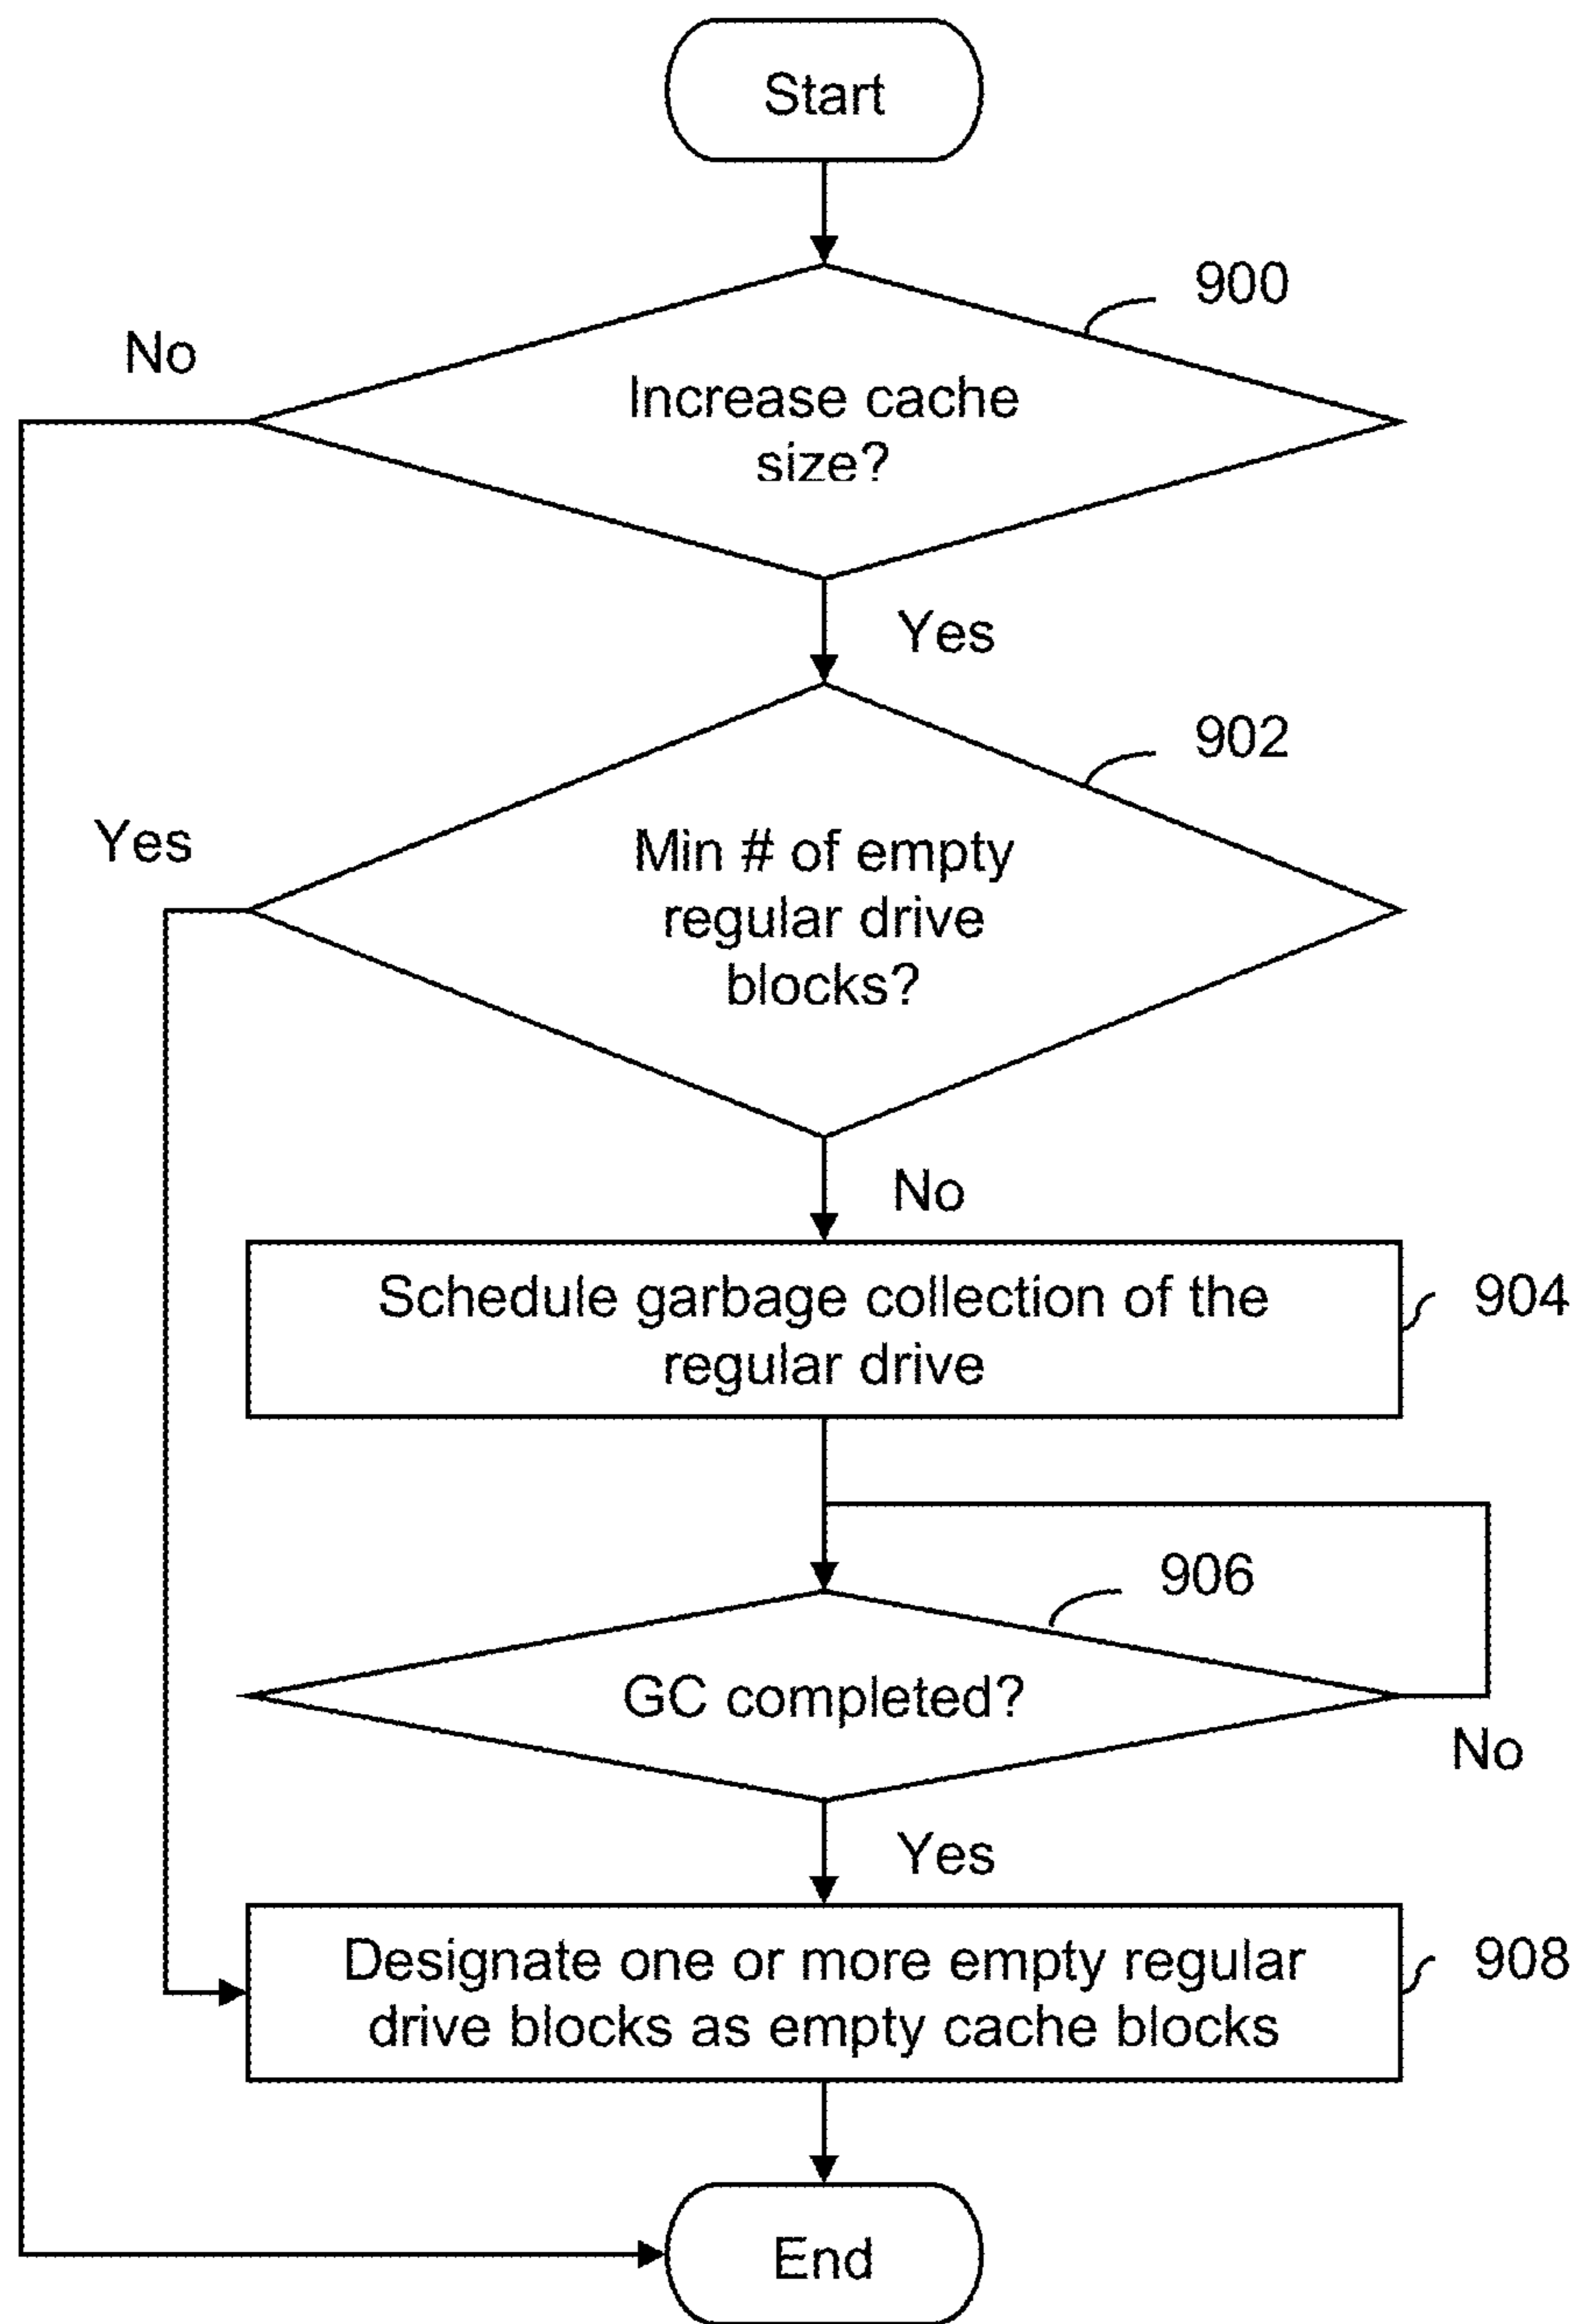 Start
900
No
Increase cache
size?
Yes
902
Yes
Min # of empty
regular drive
blocks?
No
Schedule garbage collection of the
regular drive
904
906
GC completed?
No
Yes
Designate one or more empty regular
drive blocks as empty cache blocks
908
End